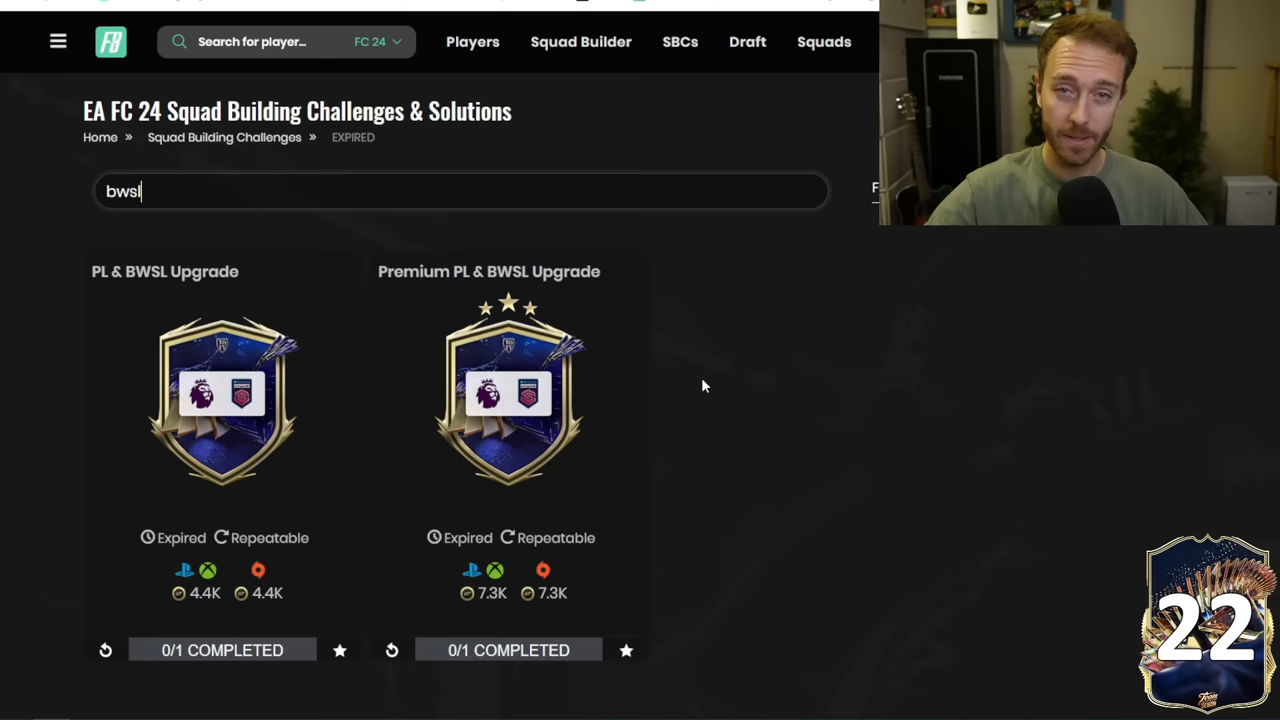 FB
Search for player...
FC 24
Players
Squad Builder
SBCs
Draft
Squads
EA FC 24 Squad Building Challenges & Solutions
Home » Squad Building Challenges » EXPIRED
bwsl
F
PL & BWSL Upgrade
Premium PL & BWSL Upgrade
Expired Repeatable
Expired Repeatable
4.4K 4.4K
7.3K 7.3K
0/1 COMPLETED
0/1 COMPLETED
22